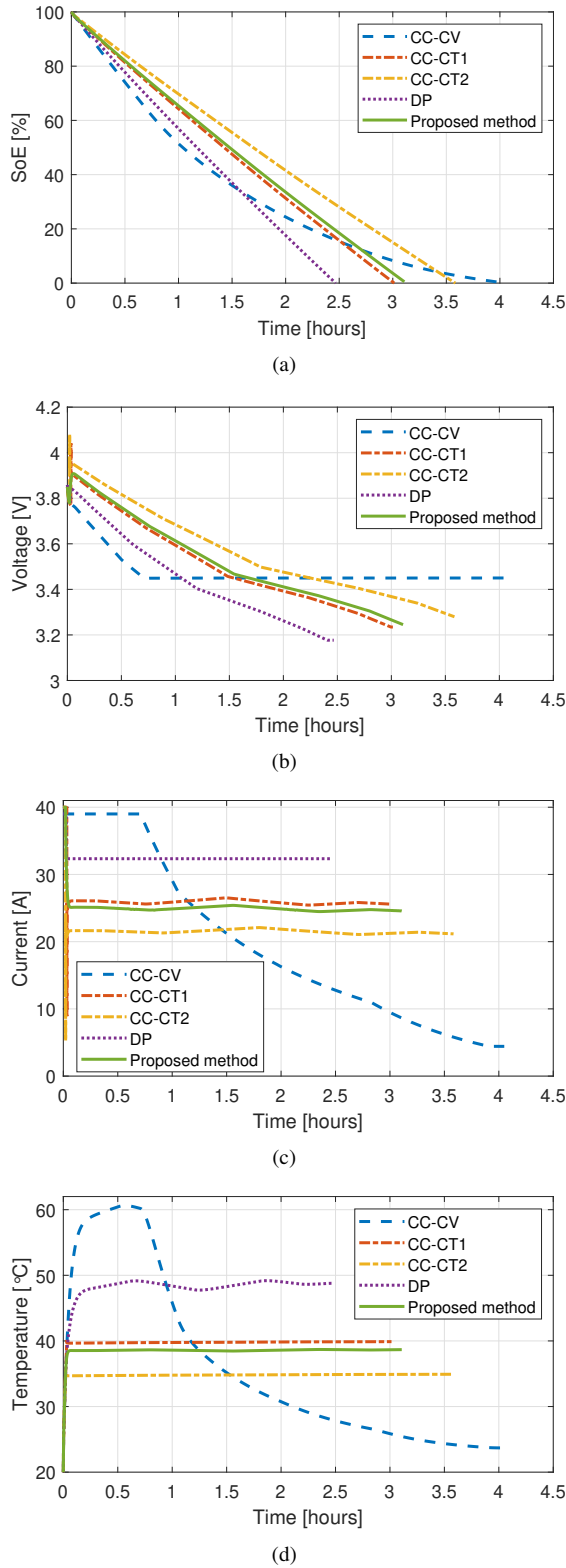 100
80
60
40
20
0
SoE [%]
CC-CV
CC-CT1
CC-CT2
DP
Proposed method
0 0.5 1 1.5 2 2.5 3 3.5 4 4.5
Time [hours]
(a)
4.2
4
3.8
3.6
3.4
3.2
3
Voltage [V]
CC-CV
CC-CT1
CC-CT2
DP
Proposed method
0 0.5 1 1.5 2 2.5 3 3.5 4 4.5
Time [hours]
(b)
40
30
20
10
0
Current [A]
CC-CV
CC-CT1
CC-CT2
DP
Proposed method
0 0.5 1 1.5 2 2.5 3 3.5 4 4.5
Time [hours]
(c)
60
50
40
30
20
Temperature [°C]
CC-CV
CC-CT1
CC-CT2
DP
Proposed method
0 0.5 1 1.5 2 2.5 3 3.5 4 4.5
Time [hours]
(d)